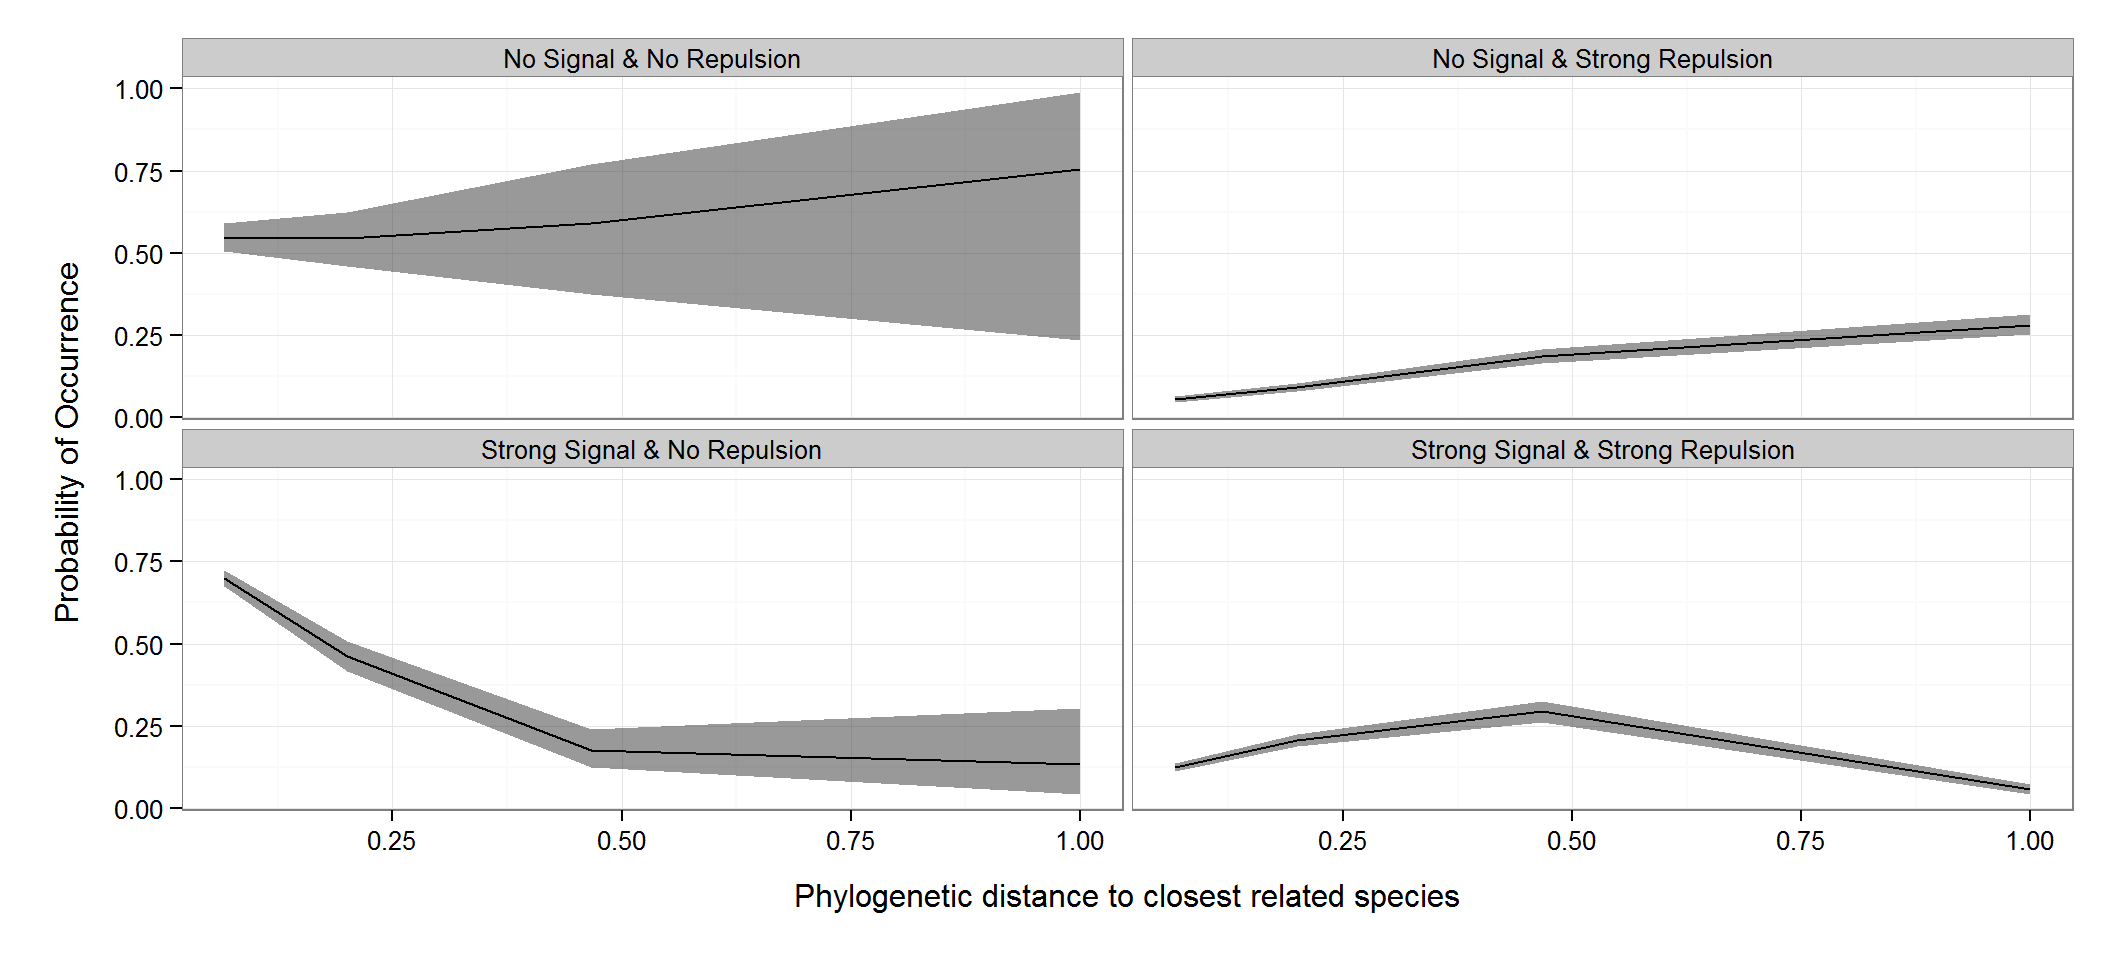 No Signal & No Repulsion
No Signal & Strong Repulsion
1.00
0.75
0.50
0.25
0.00
Strong Signal & No Repulsion
Strong Signal & Strong Repulsion
1.00
0.75
0.50
0.25
0.00
0.25 0.50 0.75 1.00
0.25 0.50 0.75 1.00
Probability of Occurrence
Phylogenetic distance to closest related species